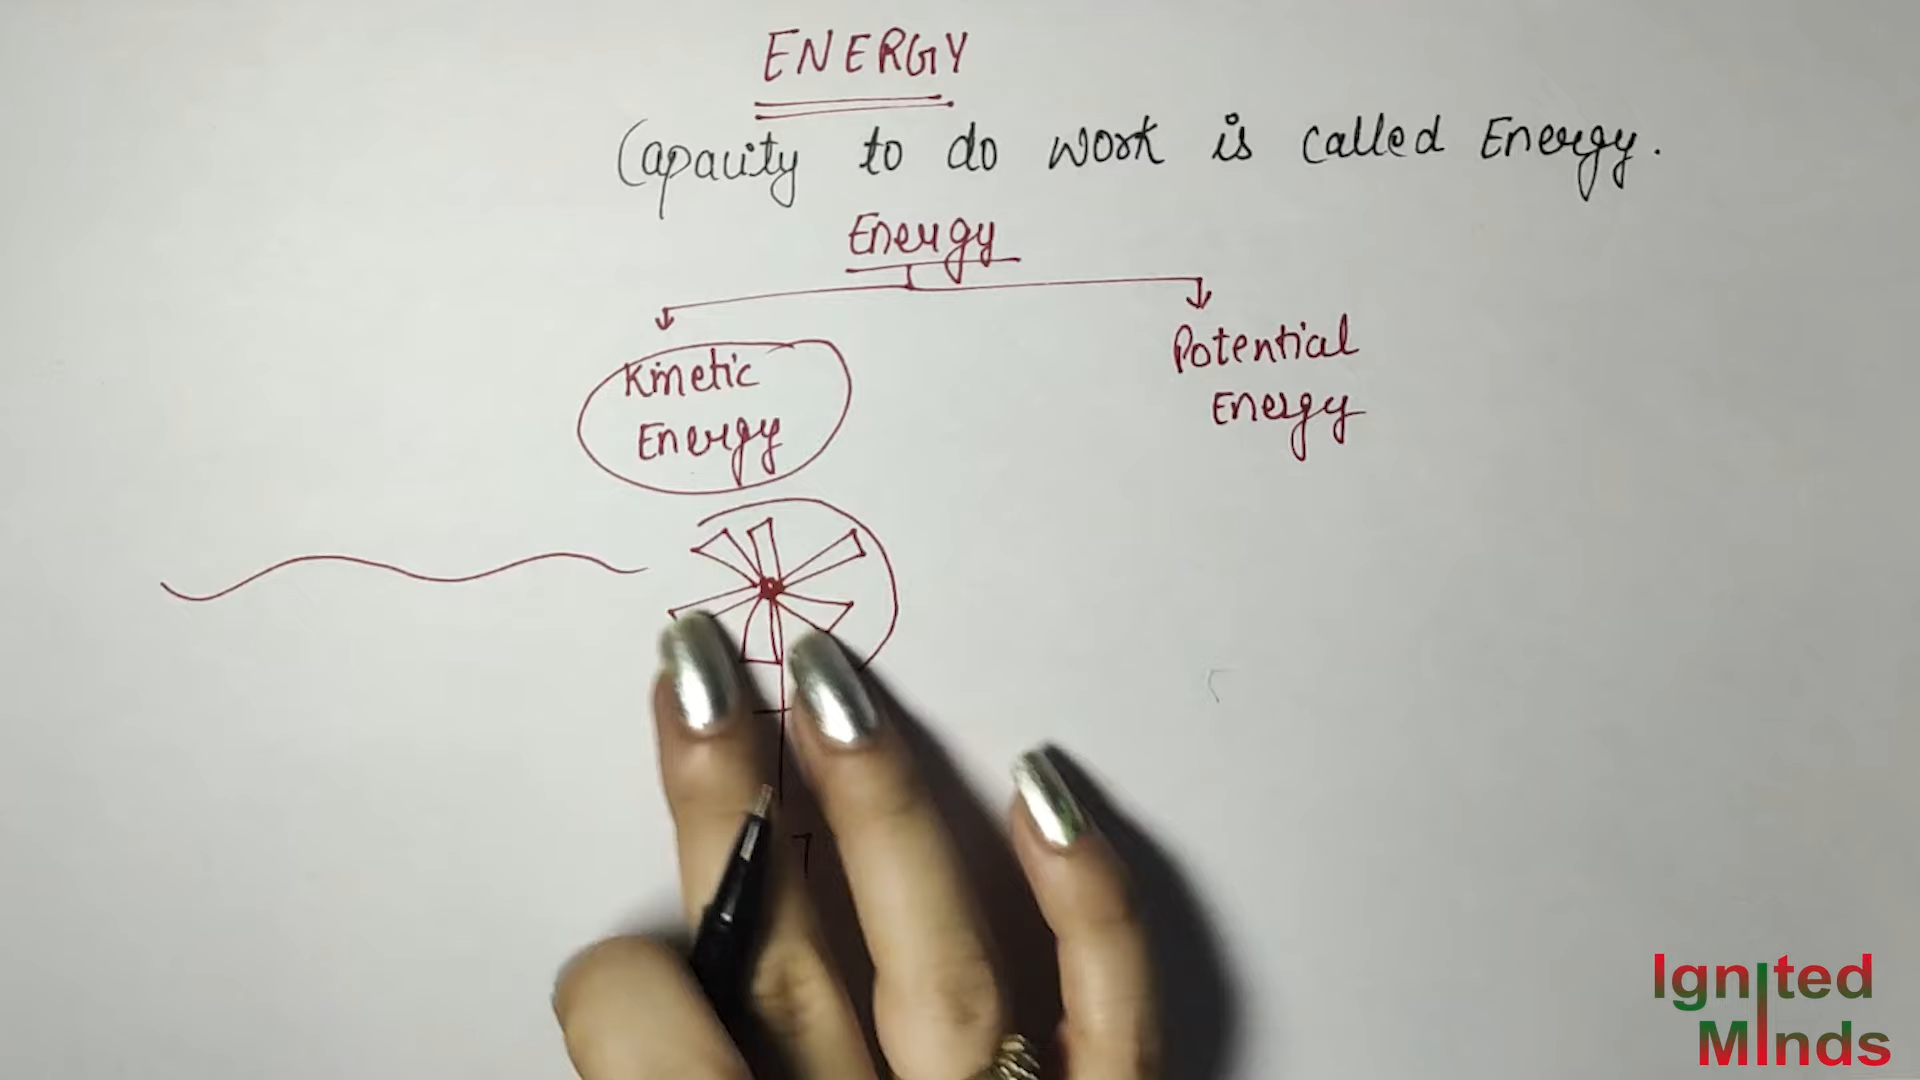 ENERGY
Capacity to do work is called Energy.
Energy
Kinetic
Energy
Potential
Energy
Ignited
Minds